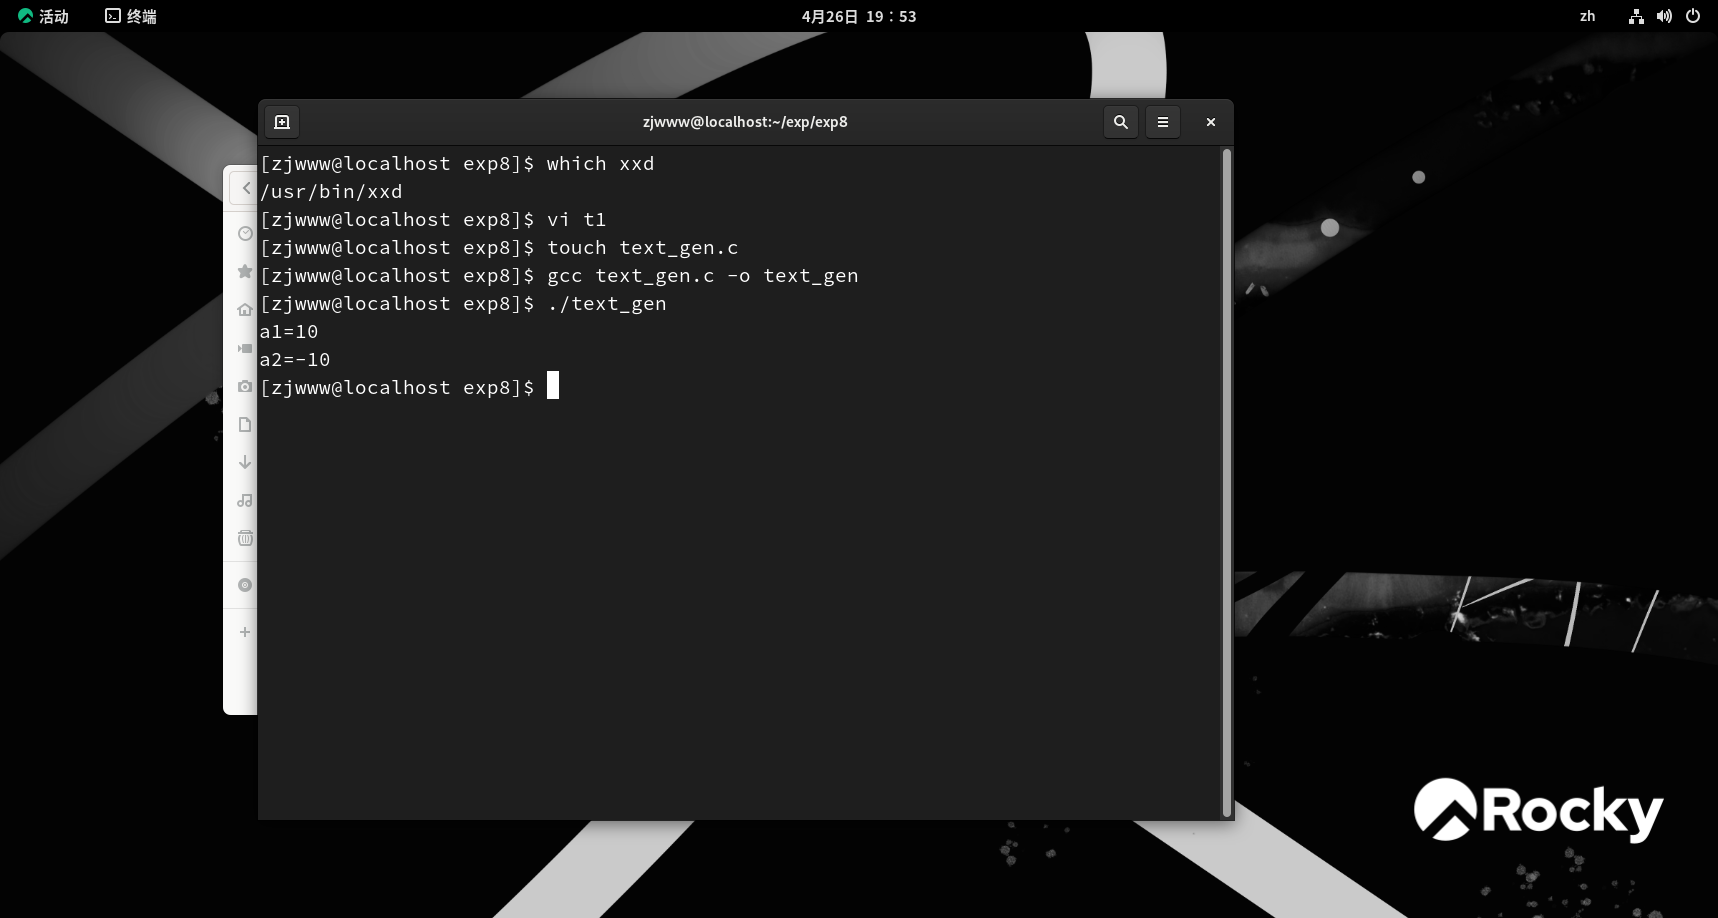 活动
终端
4月26日 19：53
zh
zjwww@localhost:~/exp/exp8
[zjwww@localhost exp8]$ which xxd
/usr/bin/xxd
[zjwww@localhost exp8]$ vi t1
[zjwww@localhost exp8]$ touch text_gen.c
[zjwww@localhost exp8]$ gcc text_gen.c -o text_gen
[zjwww@localhost exp8]$ ./text_gen
a1=10
a2=-10
[zjwww@localhost exp8]$
Rocky